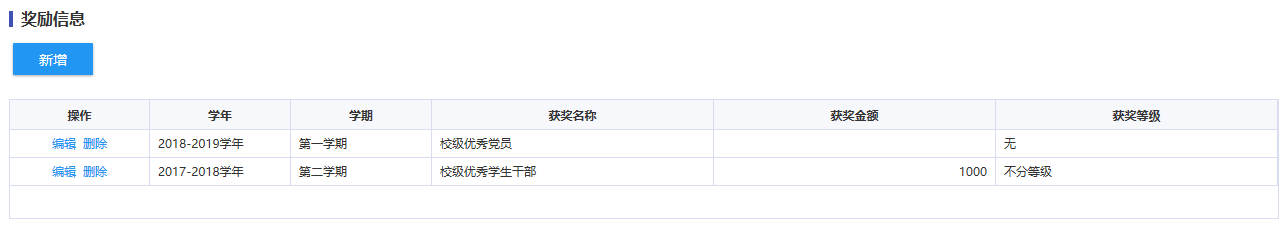 奖励信息
新增
操作 学年 学期 获奖名称 获奖金额 获奖等级
编辑 删除 2018-2019学年 第一学期 校级优秀党员 无
编辑 删除 2017-2018学年 第二学期 校级优秀学生干部 1000 不分等级